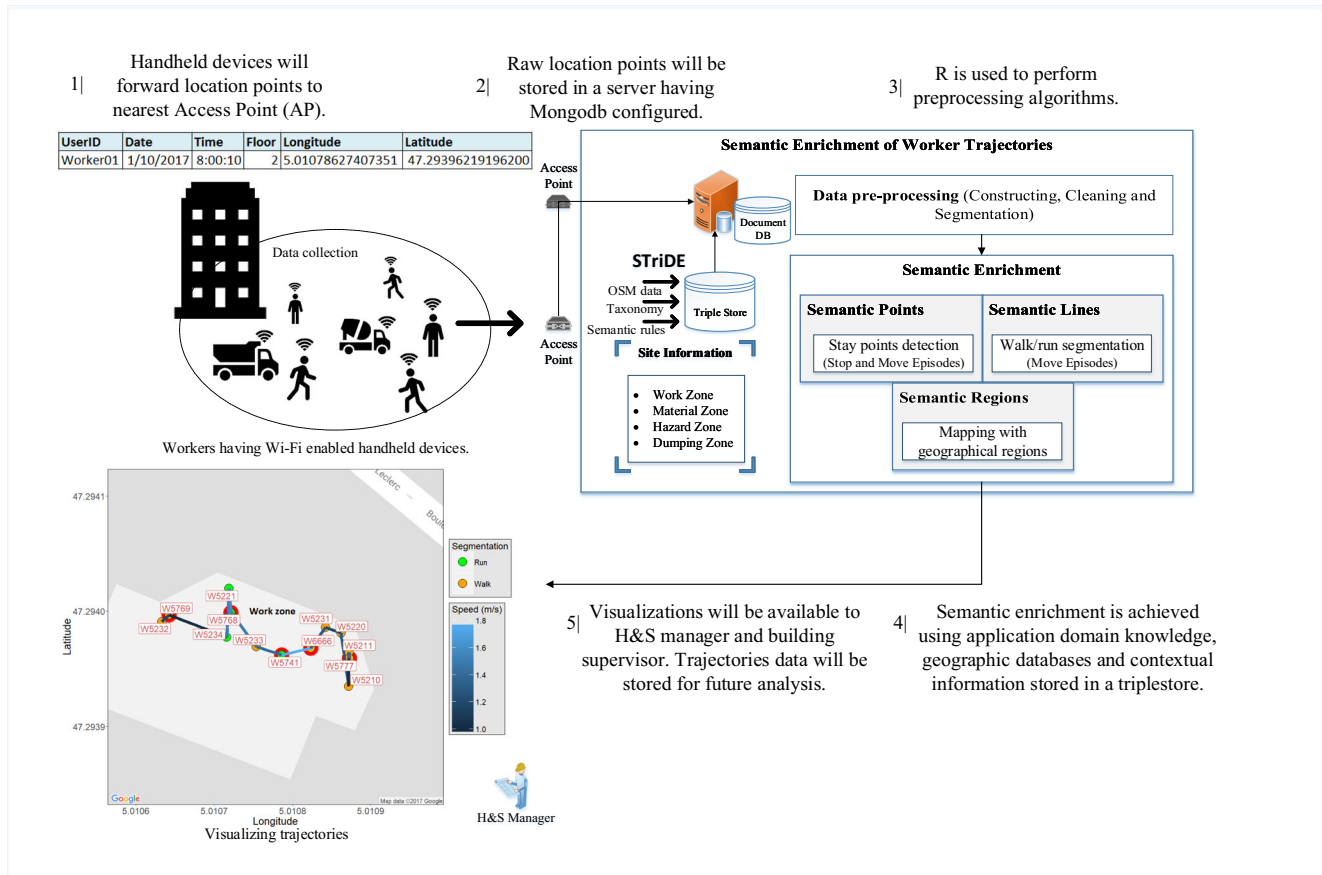 1|
Handheld devices will
forward location points to
nearest Access Point (AP).
UserID Date Time Floor Longitude Latitude
Worker01 1/10/2017 8:00:10 2 5.01078627407351 47.29396219196200
Data collection
Workers having Wi-Fi enabled handheld devices.
2|
Raw location points will be
stored in a server having
Mongodb configured.
Access
Point
Access
Point
3|
R is used to perform
preprocessing algorithms.
Semantic Enrichment of Worker Trajectories
Document
DB
STriDE
OSM data
Taxonomy
Semantic rules
Triple Store
Site Information
• Work Zone
• Material Zone
• Hazard Zone
• Dumping Zone
Data pre-processing (Constructing, Cleaning and
Segmentation)
Semantic Enrichment
Semantic Points
Stay points detection
(Stop and Move Episodes)
Semantic Lines
Walk/run segmentation
(Move Episodes)
Semantic Regions
Mapping with
geographical regions
4|
Semantic enrichment is achieved
using application domain knowledge,
geographic databases and contextual
information stored in a triplestore.
5|
Visualizations will be available to
H&S manager and building
supervisor. Trajectories data will be
stored for future analysis.
H&S Manager
Latitude
47.2941
47.2940
47.2939
Leclerc
→
Boule
Work zone
W5769
W5232
W5221
W5768
W5234
W5233
W5741
W5231
W6666
W5220
W5211
W5777
W5210
Segmentation
Run
Walk
Speed (m/s)
1.8
1.6
1.4
1.2
1.0
Google
Map data ©2017 Google
5.0106 5.0107 5.0108 5.0109
Longitude
Visualizing trajectories